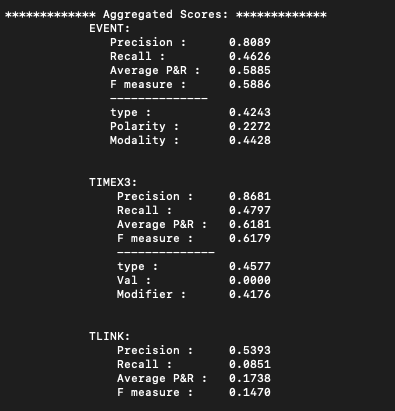 ************* Aggregated Scores: *************
EVENT:
Precision : 0.8089
Recall : 0.4626
Average P&R : 0.5885
F measure : 0.5886
______________
type : 0.4243
Polarity : 0.2272
Modality : 0.4428
TIMEX3:
Precision : 0.8681
Recall : 0.4797
Average P&R : 0.6181
F measure : 0.6179
______________
type : 0.4577
Val : 0.0000
Modifier : 0.4176
TLINK:
Precision : 0.5393
Recall : 0.0851
Average P&R : 0.1738
F measure : 0.1470